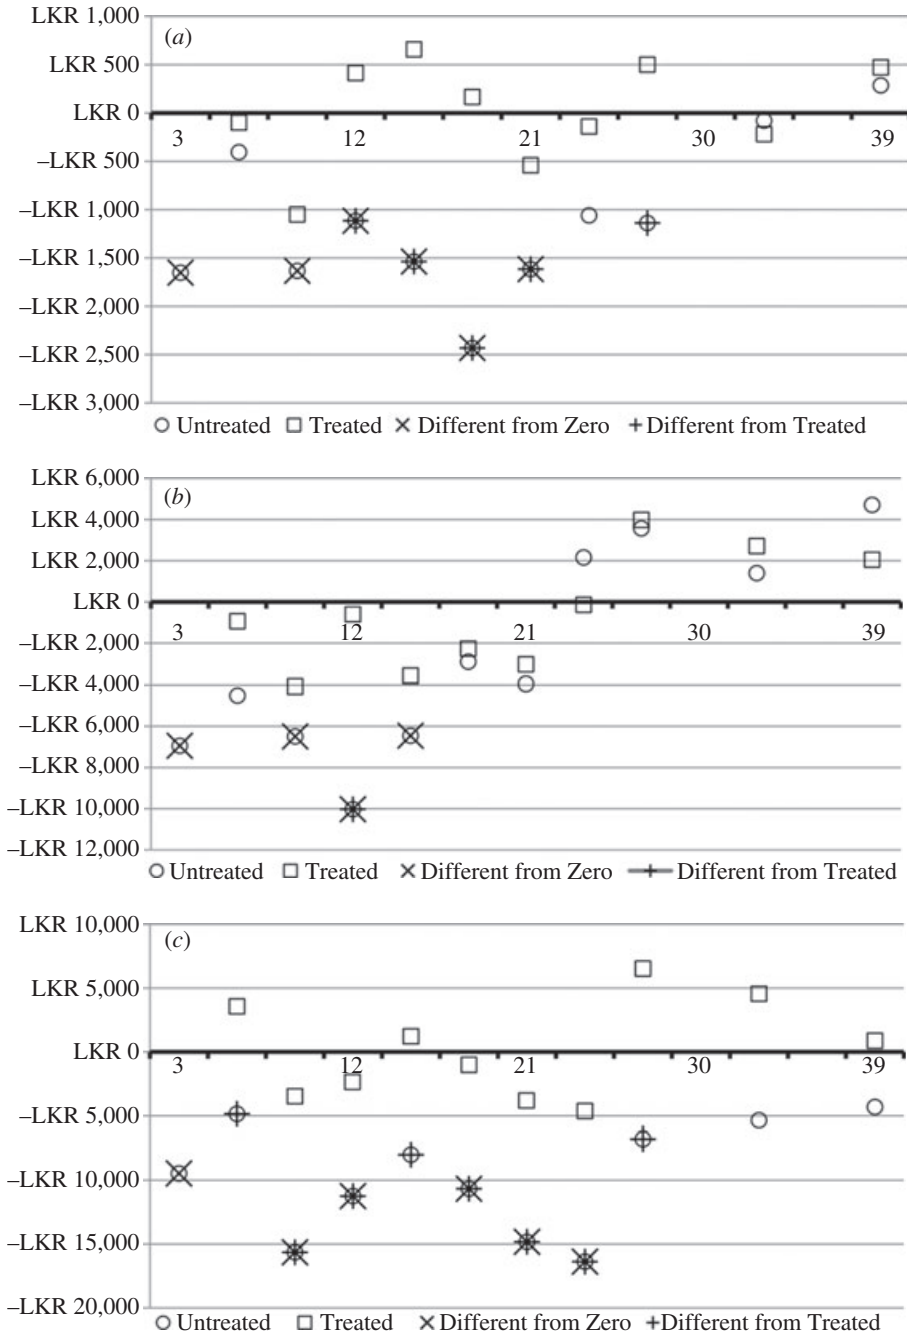 LKR 1,000
(a)
LKR 500
LKR 0
3 12 21 30 39
–LKR 500
–LKR 1,000
–LKR 1,500
–LKR 2,000
–LKR 2,500
–LKR 3,000
Untreated Treated Different from Zero Different from Treated
LKR 6,000
(b)
LKR 4,000
LKR 2,000
LKR 0
3 12 21 30 39
–LKR 2,000
–LKR 4,000
–LKR 6,000
–LKR 8,000
–LKR 10,000
–LKR 12,000
Untreated Treated Different from Zero Different from Treated
LKR 10,000
(c)
LKR 5,000
LKR 0
3 12 21 30 39
–LKR 5,000
–LKR 10,000
–LKR 15,000
–LKR 20,000
Untreated Treated Different from Zero Different from Treated